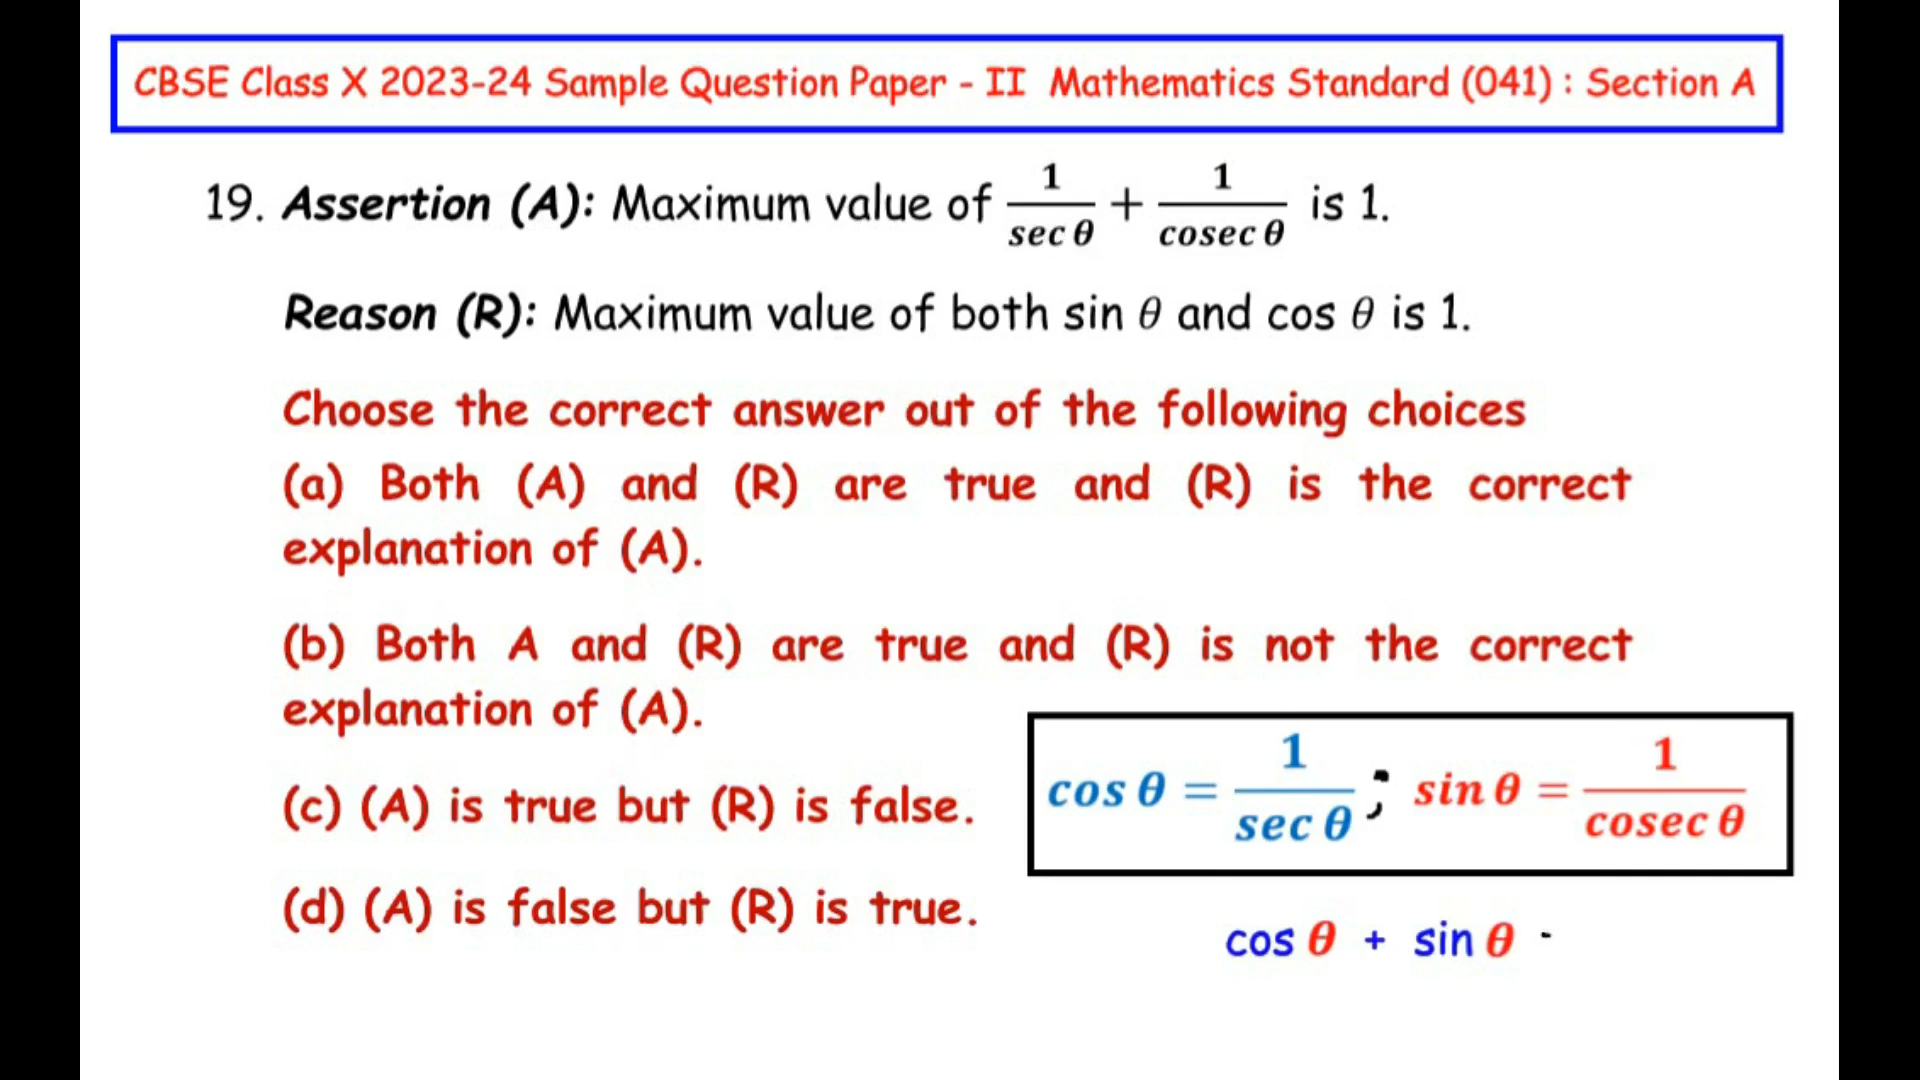 CBSE Class X 2023-24 Sample Question Paper - II Mathematics Standard (041) : Section A
19. Assertion (A): Maximum value of 1/sec θ + 1/cosec θ is 1.
Reason (R): Maximum value of both sin θ and cos θ is 1.
Choose the correct answer out of the following choices
(a) Both (A) and (R) are true and (R) is the correct
explanation of (A).
(b) Both A and (R) are true and (R) is not the correct
explanation of (A).
(c) (A) is true but (R) is false.
(d) (A) is false but (R) is true.
cos θ = 1/sec θ ; sin θ = 1/cosec θ
cos θ + sin θ -